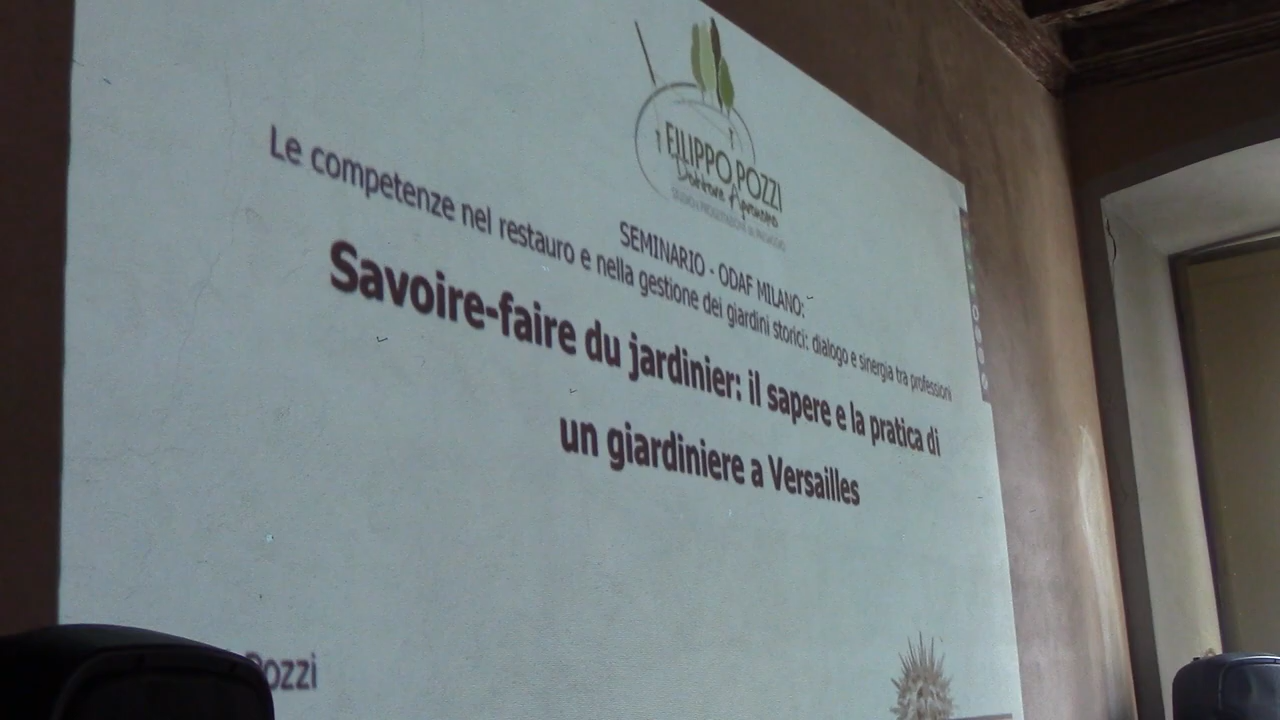 FILIPPO POZZI
Dottore Agronomo
SEMINARIO - ODAF MILANO:
Le competenze nel restauro e nella gestione dei giardini storici: dialogo e sinergia tra professioni
Savoire-faire du jardinier: il sapere e la pratica di
un giardiniere a Versailles
Pozzi